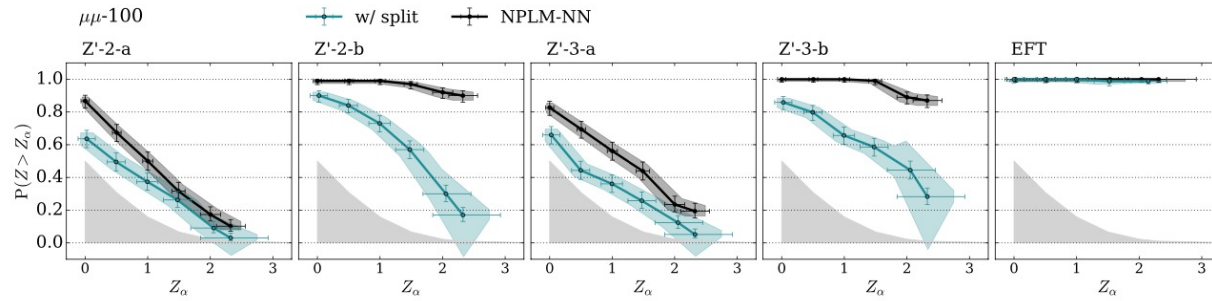 μμ-100
w/ split
NPLM-NN
Z'-2-a
Z'-2-b
Z'-3-a
Z'-3-b
EFT
P(Z > Zα)
1.0
0.8
0.6
0.4
0.2
0.0
0 1 2 3
0 1 2 3
0 1 2 3
0 1 2 3
0 1 2 3
Zα
Zα
Zα
Zα
Zα